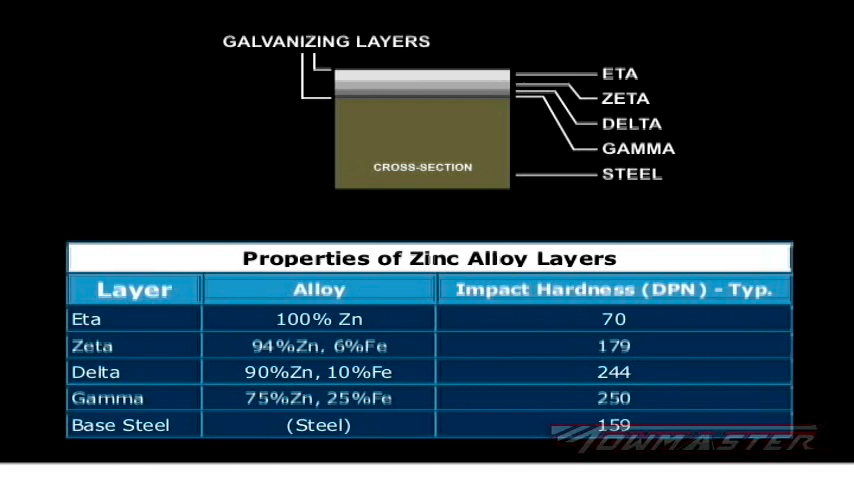 GALVANIZING LAYERS
ETA
ZETA
DELTA
GAMMA
STEEL
CROSS-SECTION
Properties of Zinc Alloy Layers
Layer Alloy Impact Hardness (DPN) - Typ.
Eta 100% Zn 70
Zeta 94%Zn, 6%Fe 179
Delta 90%Zn, 10%Fe 244
Gamma 75%Zn, 25%Fe 250
Base Steel (Steel) 159
TOWMASTER